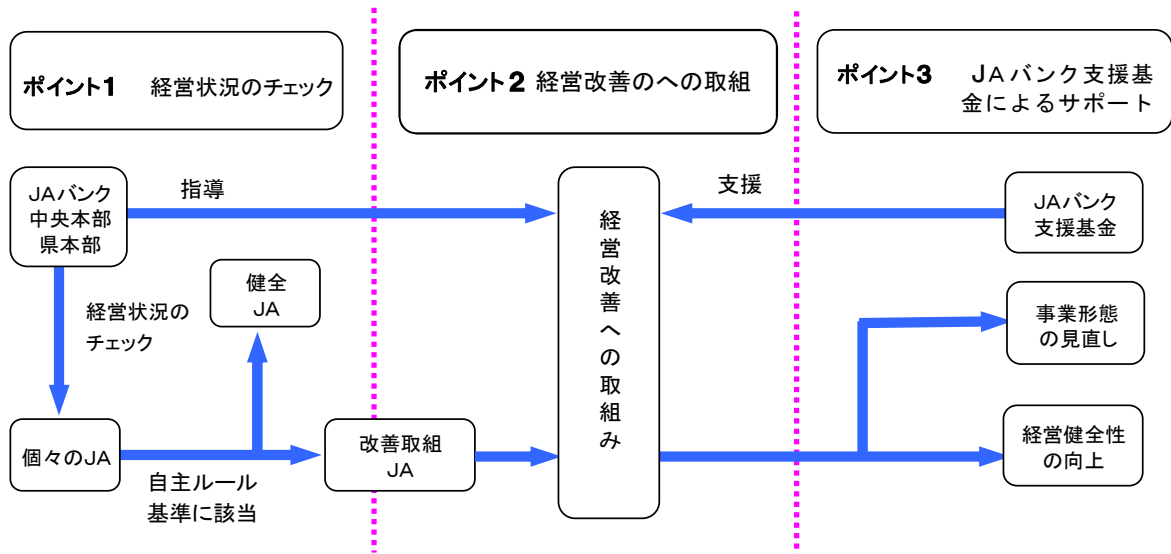 ポイント1　経営状況のチェック
ポイント2 経営改善のへの取組
ポイント3　JAバンク支援基
金によるサポート
JAバンク
中央本部
県本部
指導
支援
JAバンク
支援基金
経営改善への取組み
健全
JA
経営状況の
チェック
事業形態
の見直し
個々のJA
自主ルール
基準に該当
改善取組
JA
経営健全性
の向上